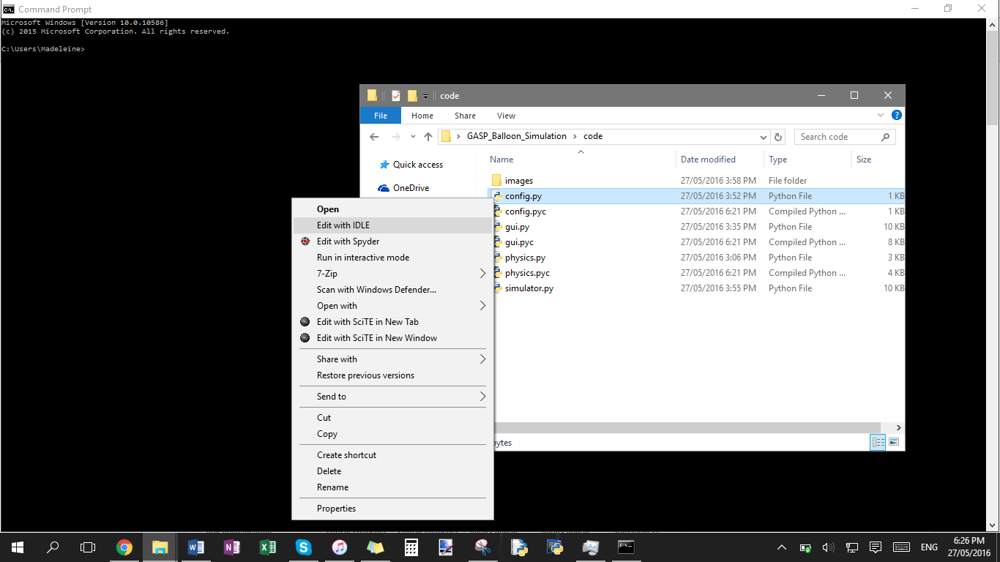 Command Prompt
Microsoft Windows [Version 10.0.10586]
(c) 2015 Microsoft Corporation. All rights reserved.
C:\Users\Madeleine>
code
File Home Share View
GASP_Balloon_Simulation > code
Search code
Quick access
OneDrive
Name Date modified Type Size
images 27/05/2016 3:58 PM File folder
config.py 27/05/2016 3:52 PM Python File 1 KB
config.pyc 27/05/2016 6:21 PM Compiled Python ... 1 KB
gui.py 27/05/2016 3:35 PM Python File 10 KB
gui.pyc 27/05/2016 6:21 PM Compiled Python ... 8 KB
physics.py 27/05/2016 3:06 PM Python File 3 KB
physics.pyc 27/05/2016 6:21 PM Compiled Python ... 4 KB
simulator.py 27/05/2016 3:55 PM Python File 10 KB
bytes
Open
Edit with IDLE
Edit with Spyder
Run in interactive mode
7-Zip
Scan with Windows Defender...
Open with
Edit with SciTE in New Tab
Edit with SciTE in New Window
Share with
Restore previous versions
Send to
Cut
Copy
Create shortcut
Delete
Rename
Properties
ENG
6:26 PM
27/05/2016